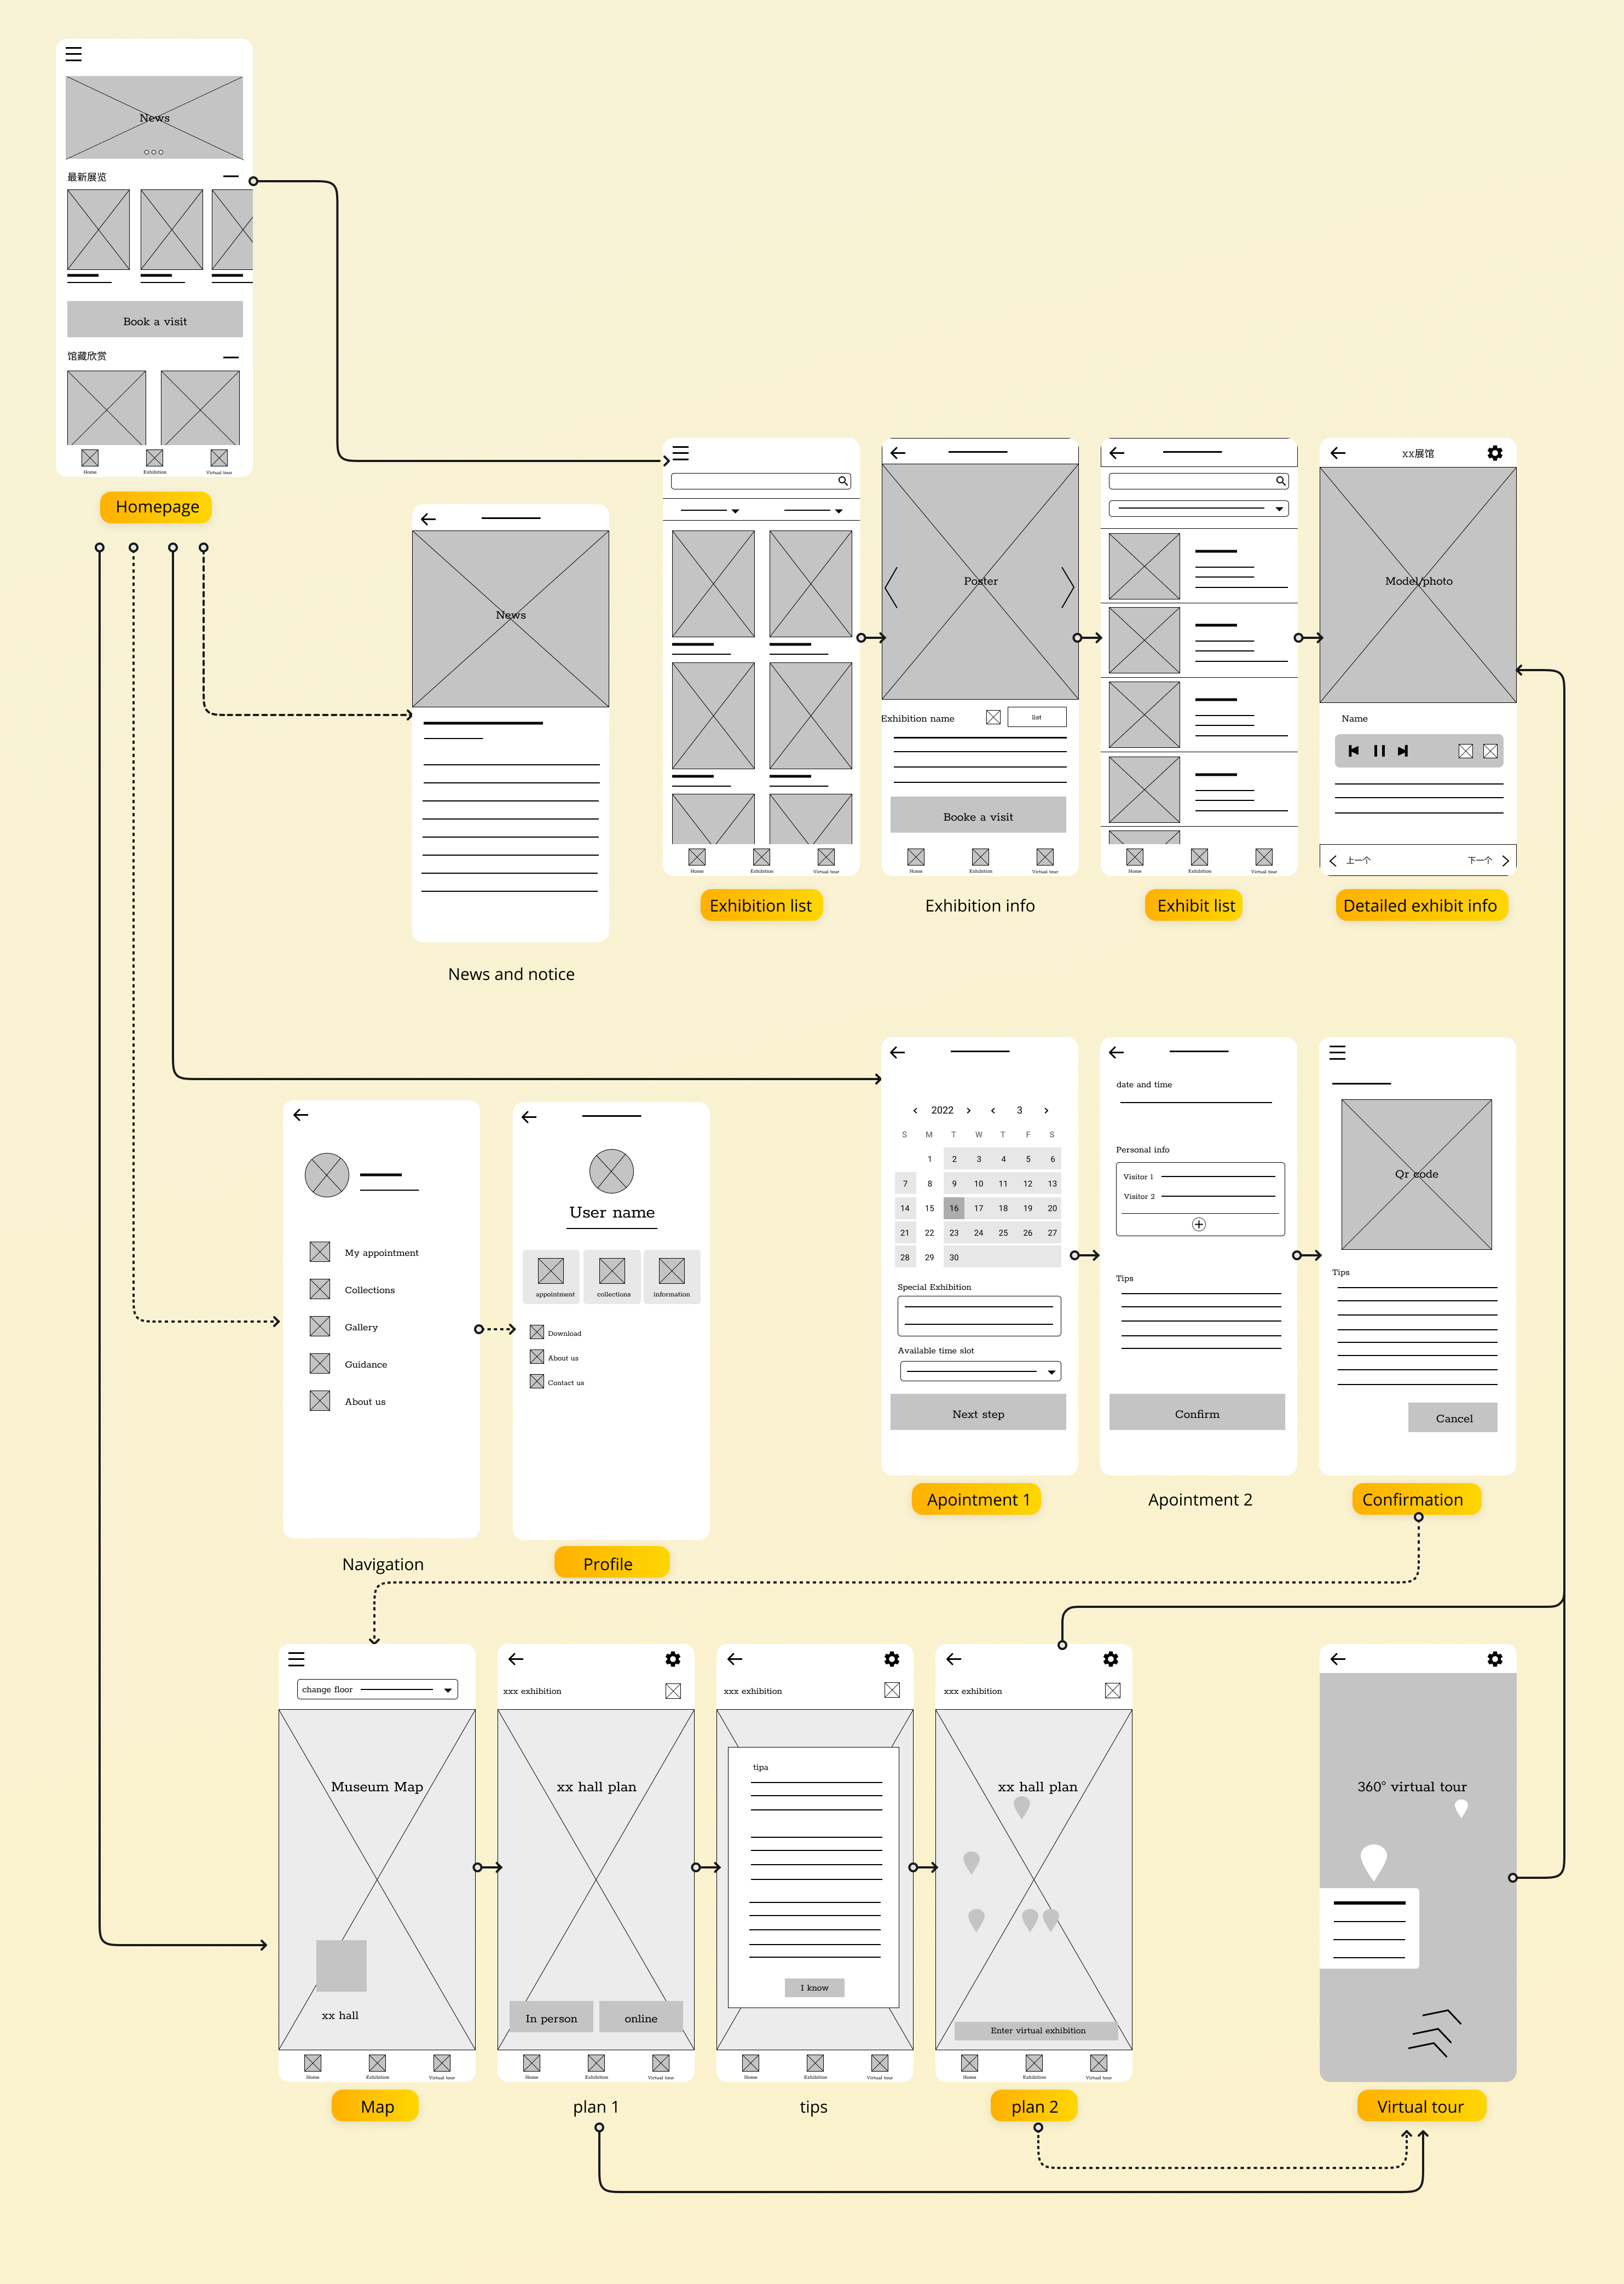 News
最新展览
Book a visit
馆藏欣赏
Home Exhibition Virtual tour
Homepage
News
News and notice
Home Exhibition Virtual tour
Exhibition list
Poster
Exhibition name list
Booke a visit
Home Exhibition Virtual tour
Exhibition info
Home Exhibition Virtual tour
Exhibit list
xx展馆
Model/photo
Name
上一个 下一个
Detailed exhibit info
My appointment
Collections
Gallery
Guidance
About us
Navigation
User name
appointment collections information
Download
About us
Contact us
Profile
2022 3
S M T W T F S
1 2 3 4 5 6
7 8 9 10 11 12 13
14 15 16 17 18 19 20
21 22 23 24 25 26 27
28 29 30
Special Exhibition
Available time slot
Next step
Apointment 1
date and time
Personal info
Visitor 1
Visitor 2
Tips
Confirm
Apointment 2
Qr code
Tips
Cancel
Confirmation
change floor
Museum Map
xx hall
Home Exhibition Virtual tour
Map
xxx exhibition
xx hall plan
In person online
Home Exhibition Virtual tour
plan 1
xxx exhibition
tipa
I know
Home Exhibition Virtual tour
tips
xxx exhibition
xx hall plan
Enter virtual exhibition
Home Exhibition Virtual tour
plan 2
360° virtual tour
Virtual tour